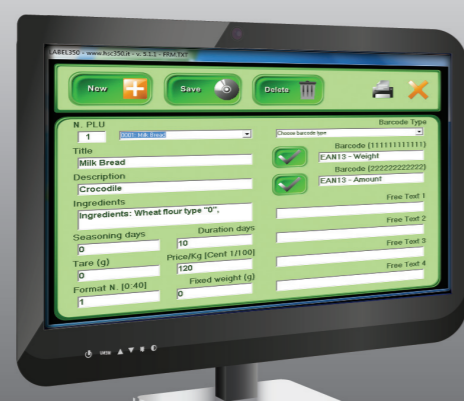 LABEL350 - www.hoc350.it - v. 5.1.1 - FRM.TXT
New
Save
Delete
N. PLU
Barcode Type
1
0001: Milk Bread
Choose barcode type
Title
Barcode (111111111111)
Milk Bread
EAN13 - Weight
Description
Barcode (222222222222)
Crocodile
EAN13 - Amount
Ingredients
Free Text 1
Ingredients: Wheat flour type "0",
Free Text 2
Seasoning days
Duration days
0
10
Free Text 3
Tare (g)
Price/Kg [Cent 1/100]
0
120
Free Text 4
Format N. [0:40]
Fixed weight (g)
1
0